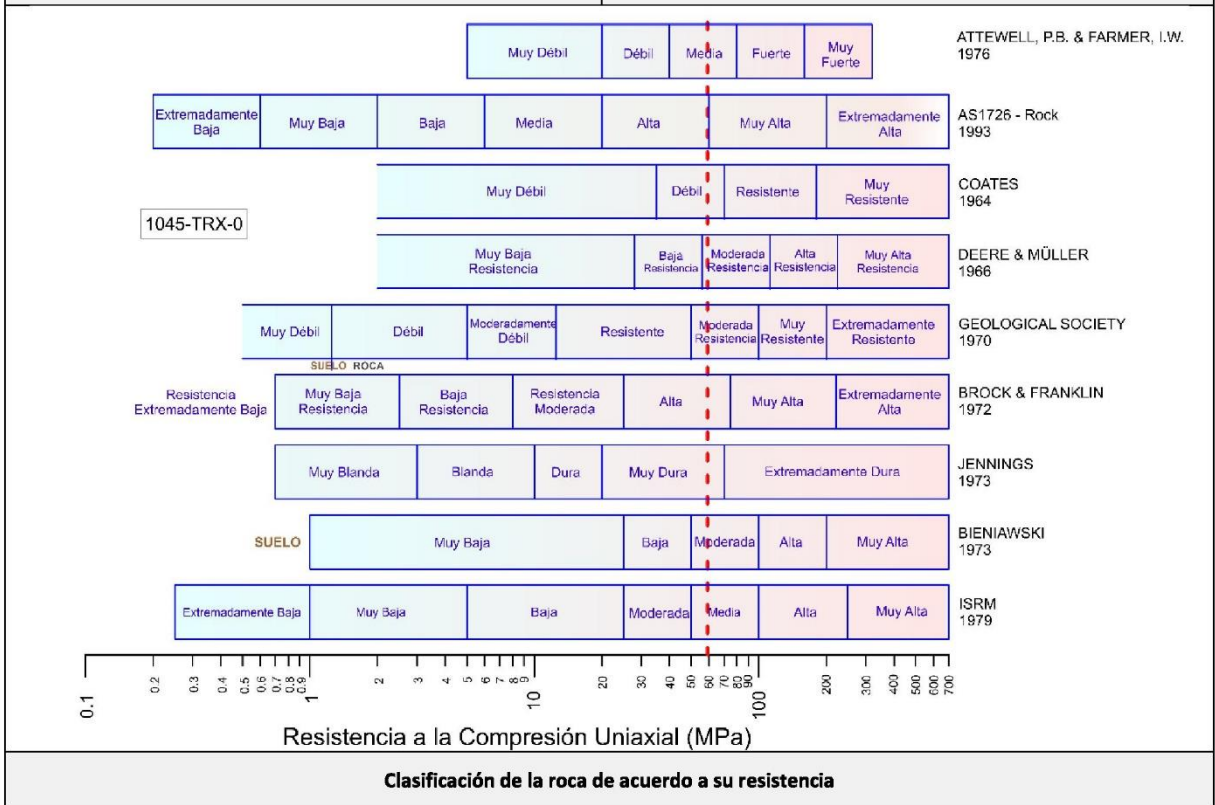 Muy Débil
Débil
Media
Fuerte
Muy
Fuerte
ATTEWELL, P.B. & FARMER, I.W.
1976
Extremadamente
Baja
Muy Baja
Baja
Media
Alta
Muy Alta
Extremadamente
Alta
AS1726 - Rock
1993
Muy Débil
Débil
Resistente
Muy
Resistente
COATES
1964
1045-TRX-0
Muy Baja
Resistencia
Baja
Resistencia
Moderada
Resistencia
Alta
Resistencia
Muy Alta
Resistencia
DEERE & MÜLLER
1966
Muy Débil
Débil
Moderadamente
Débil
Resistente
Moderada
Resistencia
Muy
Resistente
Extremadamente
Resistente
GEOLOGICAL SOCIETY
1970
SUELO ROCA
Resistencia
Extremadamente Baja
Muy Baja
Resistencia
Baja
Resistencia
Resistencia
Moderada
Alta
Muy Alta
Extremadamente
Alta
BROCK & FRANKLIN
1972
Muy Blanda
Blanda
Dura
Muy Dura
Extremadamente Dura
JENNINGS
1973
SUELO
Muy Baja
Baja
Moderada
Alta
Muy Alta
BIENIAWSKI
1973
Extremadamente Baja
Muy Baja
Baja
Moderada
Media
Alta
Muy Alta
ISRM
1979
0.1 0.2 0.3 0.4 0.5 0.6 0.7 0.8 0.9 1 2 3 4 5 6 7 8 9 10 20 30 40 50 60 70 80 90 100 200 300 400 500 600 700
Resistencia a la Compresión Uniaxial (MPa)
Clasificación de la roca de acuerdo a su resistencia